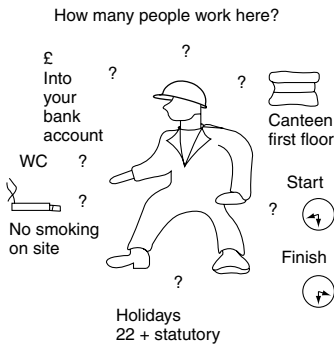 How many people work here?
?
£
Into
your
bank
account
?
?
Canteen
first floor
WC ?
?
No smoking
on site
Start
?
Finish
?
Holidays
22 + statutory